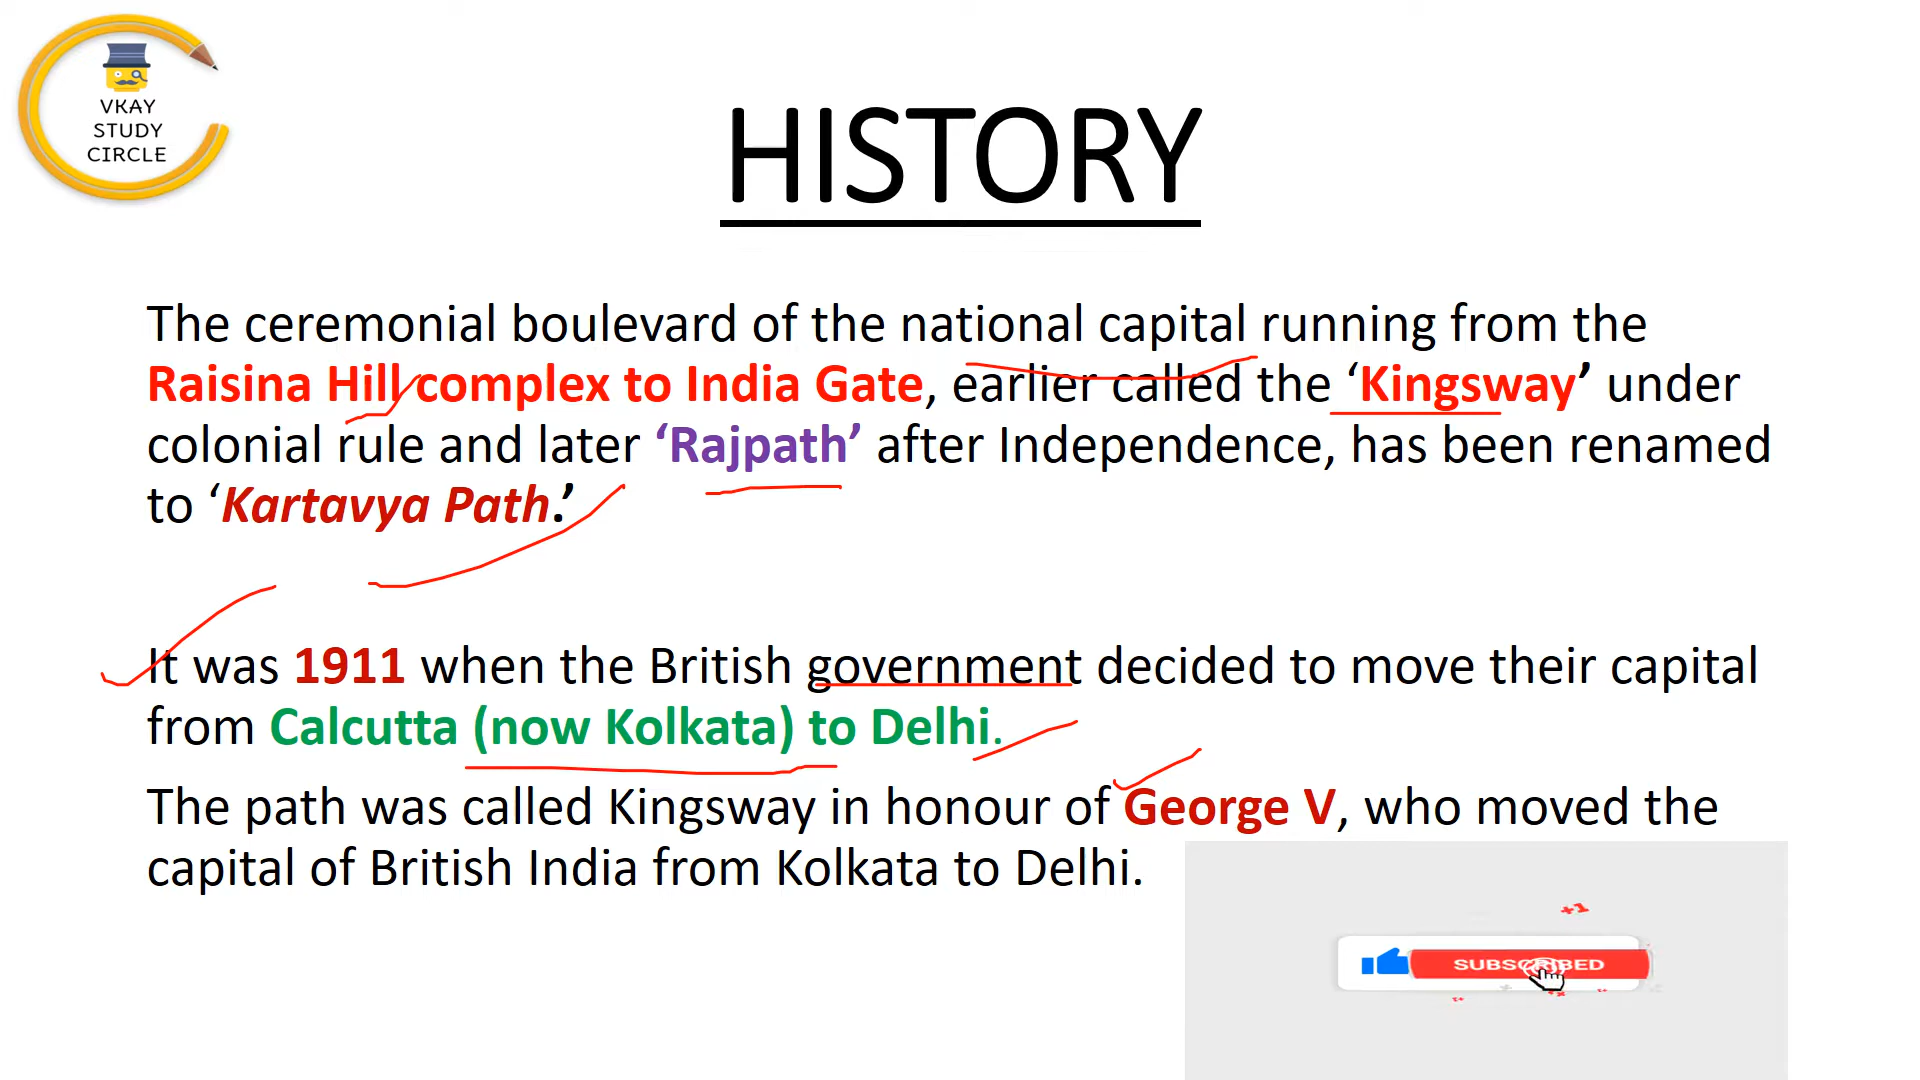 VKAY
STUDY
CIRCLE
HISTORY
The ceremonial boulevard of the national capital running from the
Raisina Hill complex to India Gate, earlier called the ‘Kingsway’ under
colonial rule and later ‘Rajpath’ after Independence, has been renamed
to ‘Kartavya Path.’
It was 1911 when the British government decided to move their capital
from Calcutta (now Kolkata) to Delhi.
The path was called Kingsway in honour of George V, who moved the
capital of British India from Kolkata to Delhi.
+1
SUBSCRIBED